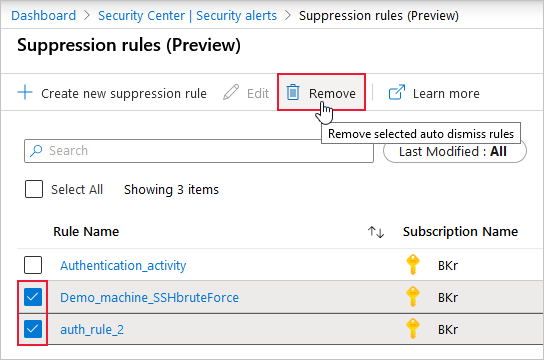 Dashboard > Security Center | Security alerts > Suppression rules (Preview)
Suppression rules (Preview)
Create new suppression rule Edit Remove Learn more
Remove selected auto dismiss rules
Search Last Modified : All
Select All Showing 3 items
Rule Name Subscription Name
Authentication_activity BKr
Demo_machine_SSHbruteForce BKr
auth_rule_2 BKr